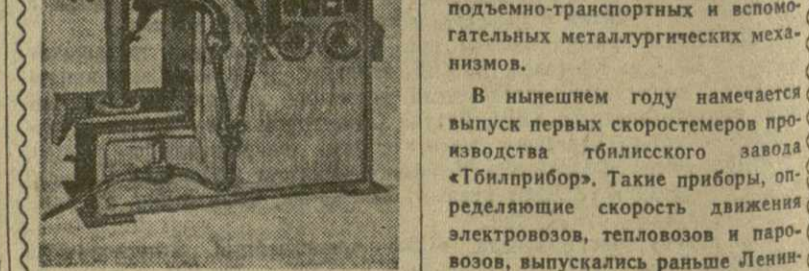 подъемно-транспортных и вспомо-
гательных металлургических меха-
низмов.
В нынешнем году намечается
выпуск первых скоростемеров про-
изводства тбилисского завода
«Тбилприбор». Такие приборы, оп-
ределяющие скорость движения
электровозов, тепловозов и паро-
возов, выпускались раньше Ленин-